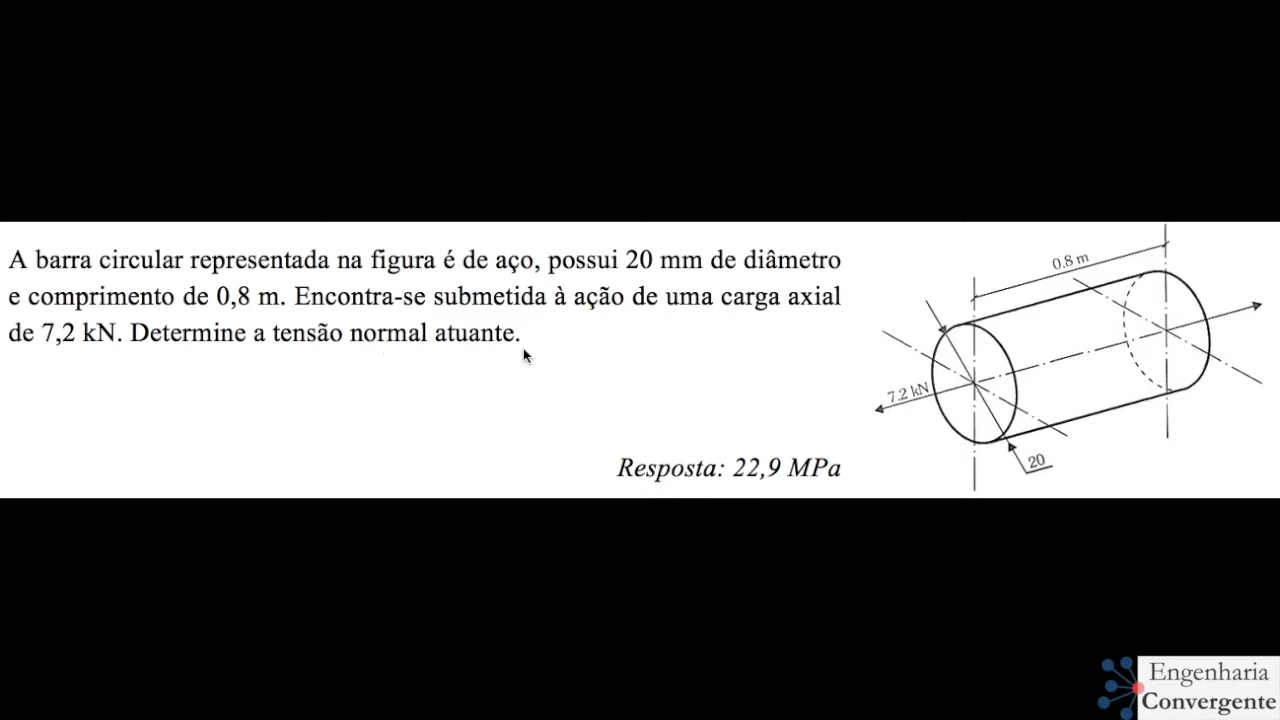 A barra circular representada na figura é de aço, possui 20 mm de diâmetro
e comprimento de 0,8 m. Encontra-se submetida à ação de uma carga axial
de 7,2 kN. Determine a tensão normal atuante.
Resposta: 22,9 MPa
0,8 m
7,2 kN
20
Engenharia
Convergente